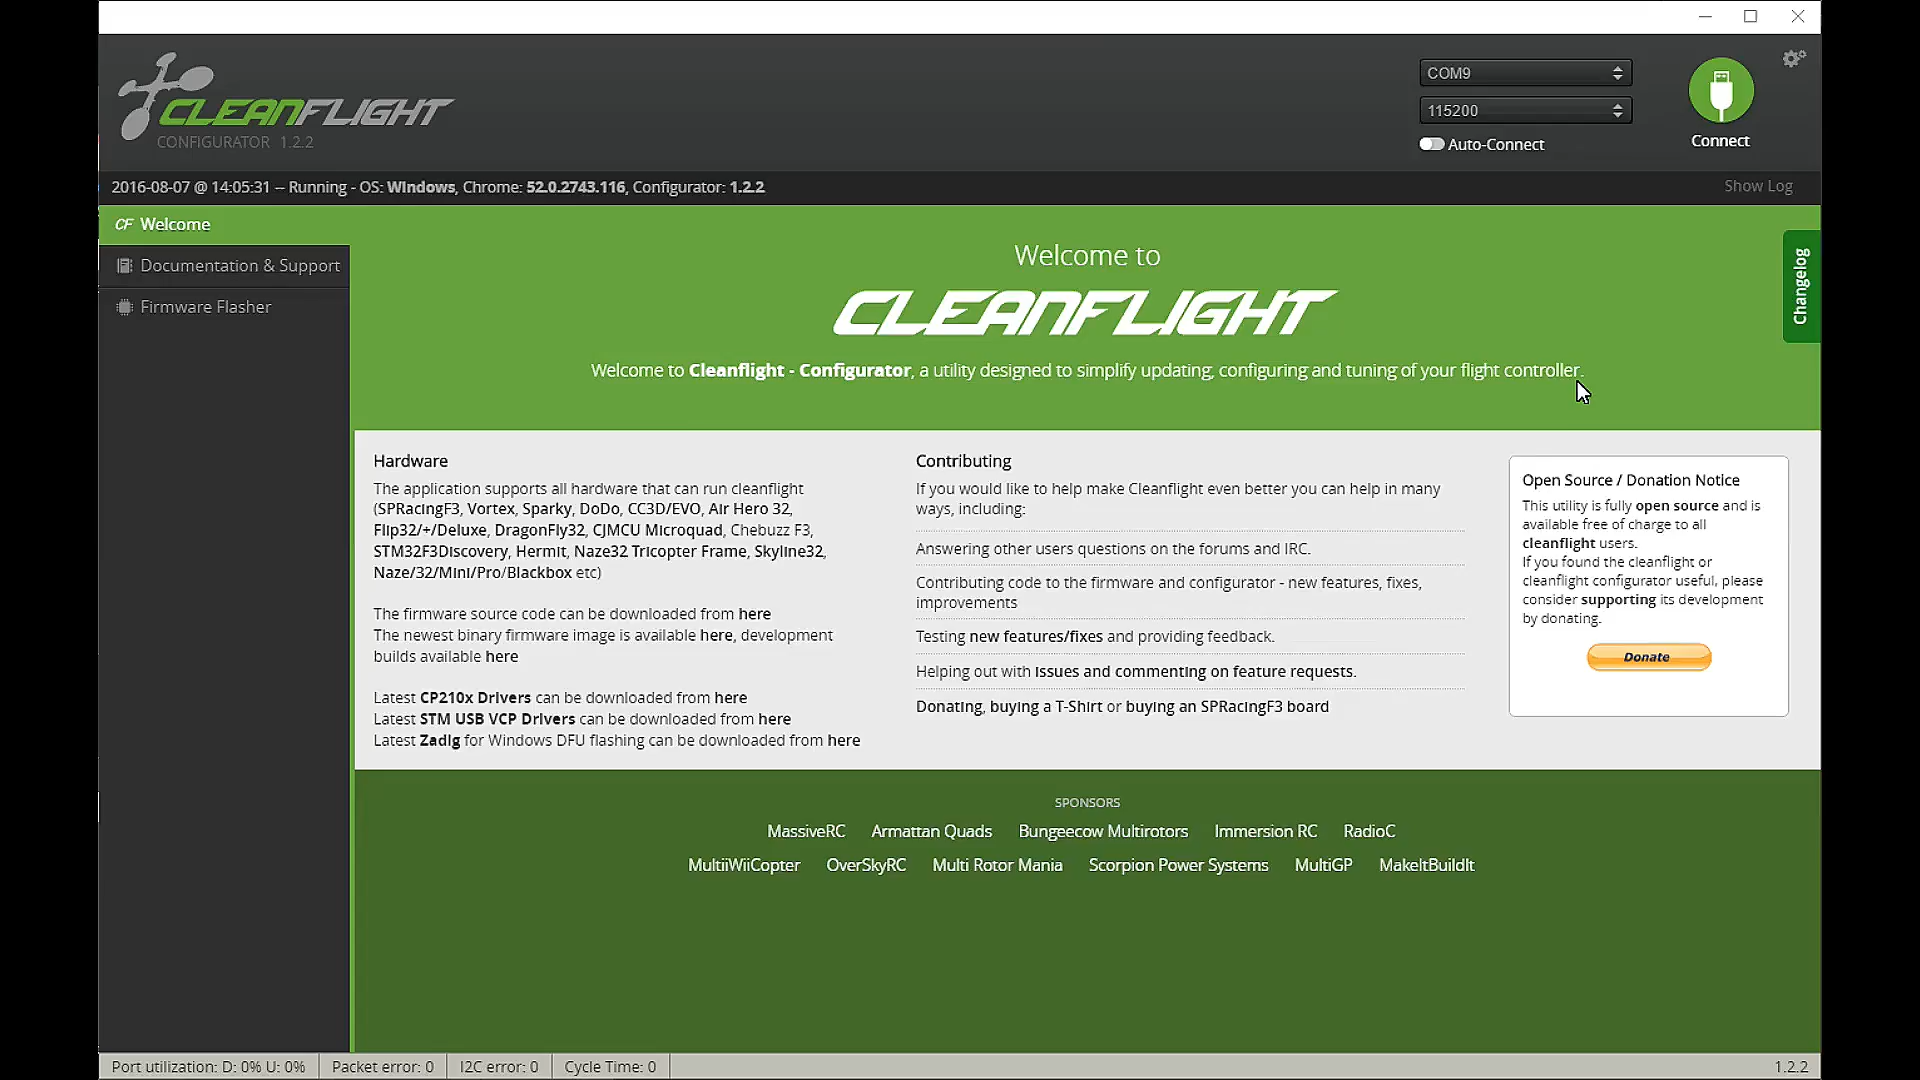 CLEANFLIGHT
CONFIGURATOR 1.2.2
COM9
115200
Auto-Connect
Connect
2016-08-07 @ 14:05:31 -- Running - OS: Windows, Chrome: 52.0.2743.116, Configurator: 1.2.2
Show Log
CF Welcome
Documentation & Support
Firmware Flasher
Welcome to
CLEANFLIGHT
Welcome to Cleanflight - Configurator, a utility designed to simplify updating, configuring and tuning of your flight controller.
Changelog
Hardware
The application supports all hardware that can run cleanflight
(SPRacingF3, Vortex, Sparky, DoDo, CC3D/EVO, Air Hero 32,
Flip32/+/Deluxe, DragonFly32, CJMCU Microquad, Chebuzz F3,
STM32F3Discovery, Hermit, Naze32 Tricopter Frame, Skyline32,
Naze/32/Mini/Pro/Blackbox etc)
The firmware source code can be downloaded from here
The newest binary firmware image is available here, development
builds available here
Latest CP210x Drivers can be downloaded from here
Latest STM USB VCP Drivers can be downloaded from here
Latest Zadig for Windows DFU flashing can be downloaded from here
Contributing
If you would like to help make Cleanflight even better you can help in many
ways, including:
Answering other users questions on the forums and IRC.
Contributing code to the firmware and configurator - new features, fixes,
improvements
Testing new features/fixes and providing feedback.
Helping out with issues and commenting on feature requests.
Donating, buying a T-Shirt or buying an SPRacingF3 board
Open Source / Donation Notice
This utility is fully open source and is
available free of charge to all
cleanflight users.
If you found the cleanflight or
cleanflight configurator useful, please
consider supporting its development
by donating.
Donate
SPONSORS
MassiveRC Armattan Quads Bungeecow Multirotors Immersion RC RadioC
MultiiWiiCopter OverSkyRC Multi Rotor Mania Scorpion Power Systems MultiGP MakeItBuildIt
Port utilization: D: 0% U: 0% Packet error: 0 I2C error: 0 Cycle Time: 0 1.2.2